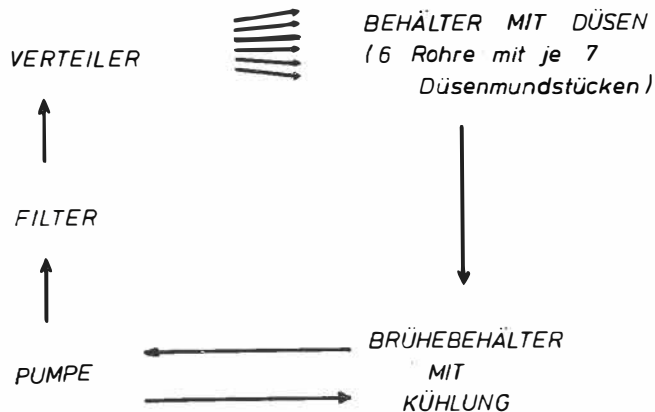 BEHÄLTER MIT DÜSEN
VERTEILER
(6 Rohre mit je 7
Düsenmundstücken)
FILTER
BRÜHEBEHÄLTER
PUMPE
MIT
KÜHLUNG